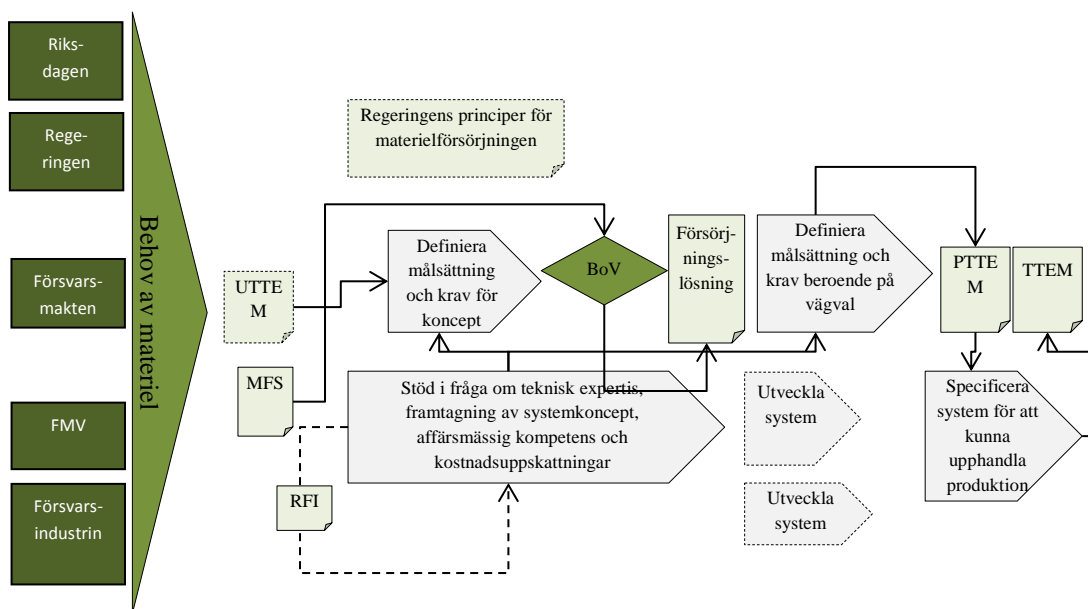 Riks-
dagen
Rege-
ringen
Försvars-
makten
FMV
Försvars-
industrin
Behov av materiel
Regeringens principer för
materielförsörjningen
UTTE
M
MFS
RFI
Definiera
målsättning
och krav för
koncept
BoV
Försörj-
nings-
lösning
Definiera
målsättning och
krav beroende på
vägval
PTTE
M
TTEM
Stöd i fråga om teknisk expertis,
framtagning av systemkoncept,
affärsmässig kompetens och
kostnadsuppskattningar
Utveckla
system
Utveckla
system
Specificera
system för att
kunna
upphandla
produktion